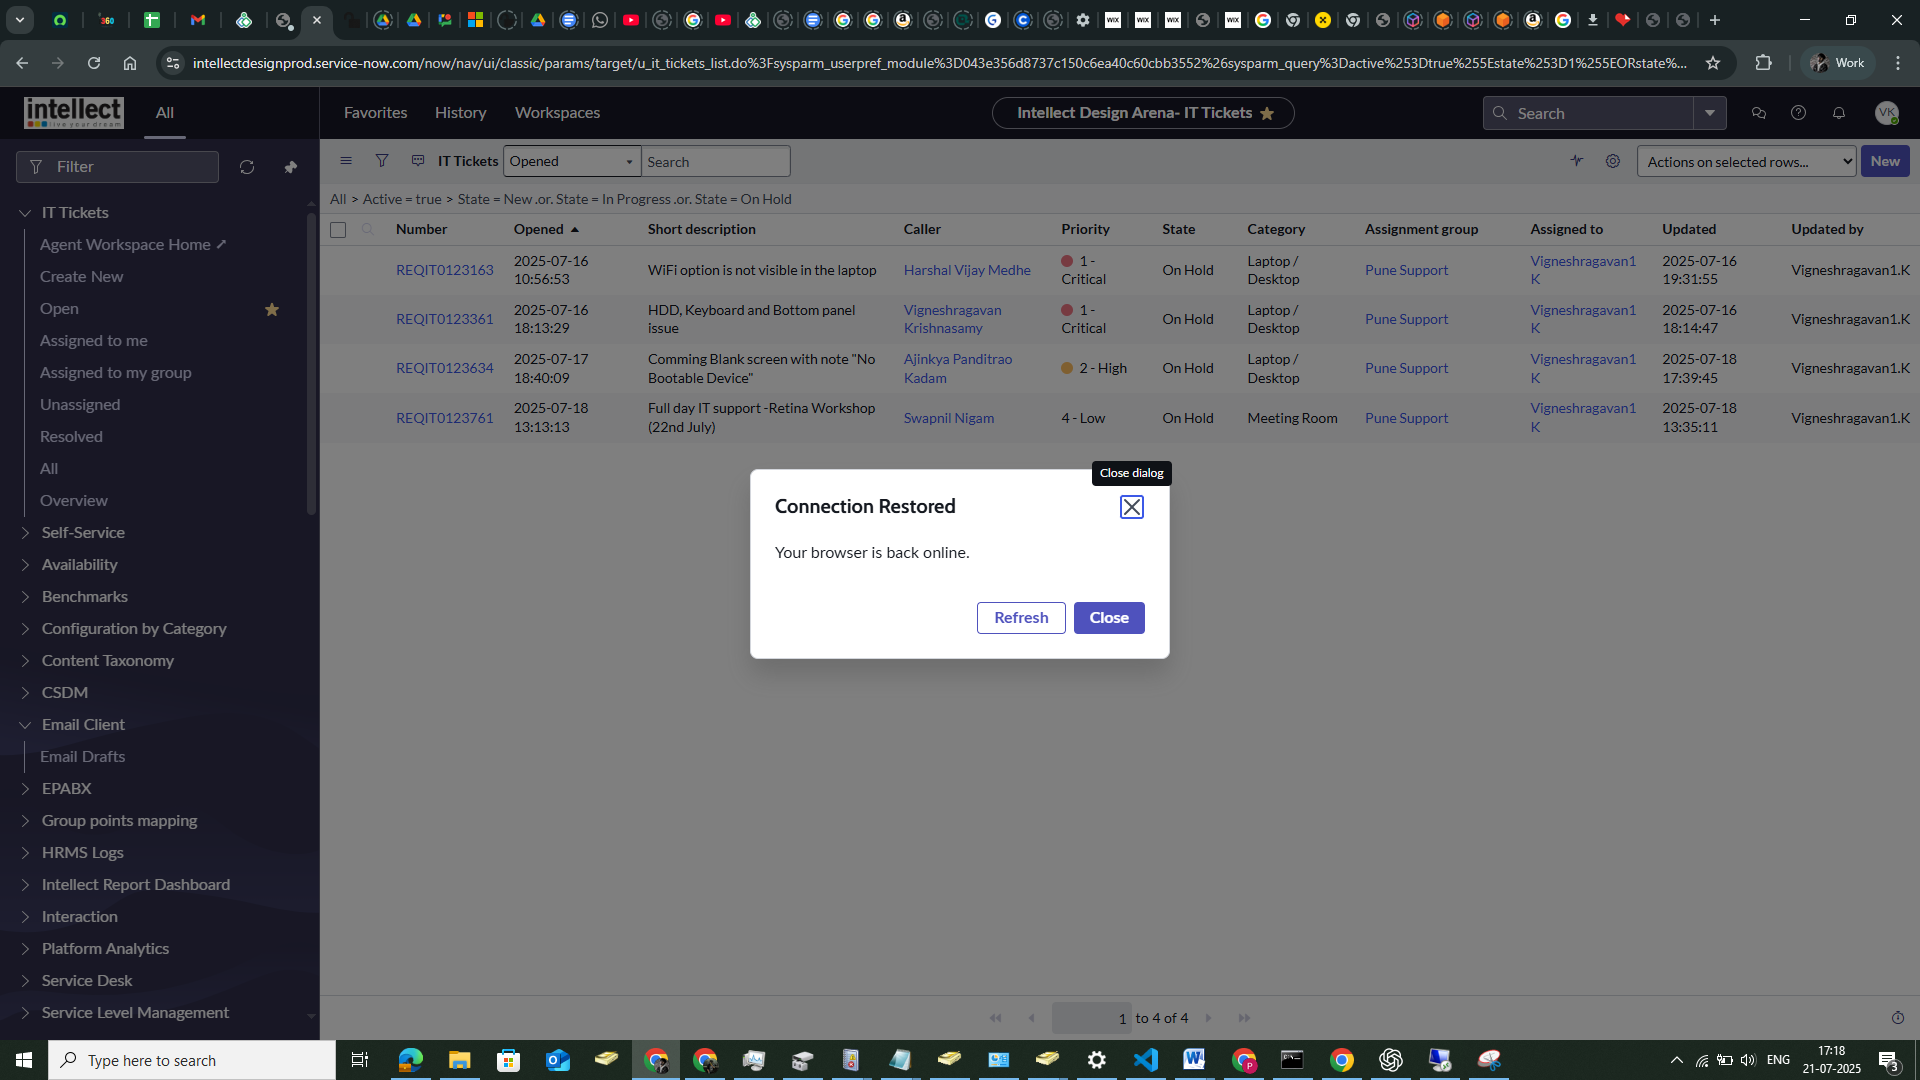 360
WiX
WiX
WiX
WiX
intellectdesignprod.service-now.com/now/nav/ui/classic/params/target/u_it_tickets_list.do%3Fsysparm_userpref_module%3D043e356d8737c150c6ea40c60cbb3552%26sysparm_query%3Dactive%253Dtrue%255Estate%253D1%255EORstate%...
Work
intellect
All
Favorites
History
Workspaces
Intellect Design Arena- IT Tickets
Search
VK
Filter
IT Tickets
Opened
Search
Actions on selected rows...
New
All > Active = true > State = New .or. State = In Progress .or. State = On Hold
Number
Opened
Short description
Caller
Priority
State
Category
Assignment group
Assigned to
Updated
Updated by
REQIT0123163
2025-07-16
10:56:53
WiFi option is not visible in the laptop
Harshal Vijay Medhe
1 -
Critical
On Hold
Laptop /
Desktop
Pune Support
Vigneshragavan1
K
2025-07-16
19:31:55
Vigneshragavan1.K
REQIT0123361
2025-07-16
18:13:29
HDD, Keyboard and Bottom panel
issue
Vigneshragavan
Krishnasamy
1 -
Critical
On Hold
Laptop /
Desktop
Pune Support
Vigneshragavan1
K
2025-07-16
18:14:47
Vigneshragavan1.K
REQIT0123634
2025-07-17
18:40:09
Comming Blank screen with note "No
Bootable Device"
Ajinkya Panditrao
Kadam
2 - High
On Hold
Laptop /
Desktop
Pune Support
Vigneshragavan1
K
2025-07-18
17:39:45
Vigneshragavan1.K
REQIT0123761
2025-07-18
13:13:13
Full day IT support -Retina Workshop
(22nd July)
Swapnil Nigam
4 - Low
On Hold
Meeting Room
Pune Support
Vigneshragavan1
K
2025-07-18
13:35:11
Vigneshragavan1.K
IT Tickets
Agent Workspace Home
Create New
Open
Assigned to me
Assigned to my group
Unassigned
Resolved
All
Overview
Self-Service
Availability
Benchmarks
Configuration by Category
Content Taxonomy
CSDM
Email Client
Email Drafts
EPABX
Group points mapping
HRMS Logs
Intellect Report Dashboard
Interaction
Platform Analytics
Service Desk
Service Level Management
Close dialog
Connection Restored
Your browser is back online.
Refresh
Close
1 to 4 of 4
Type here to search
ENG
17:18
21-07-2025
3